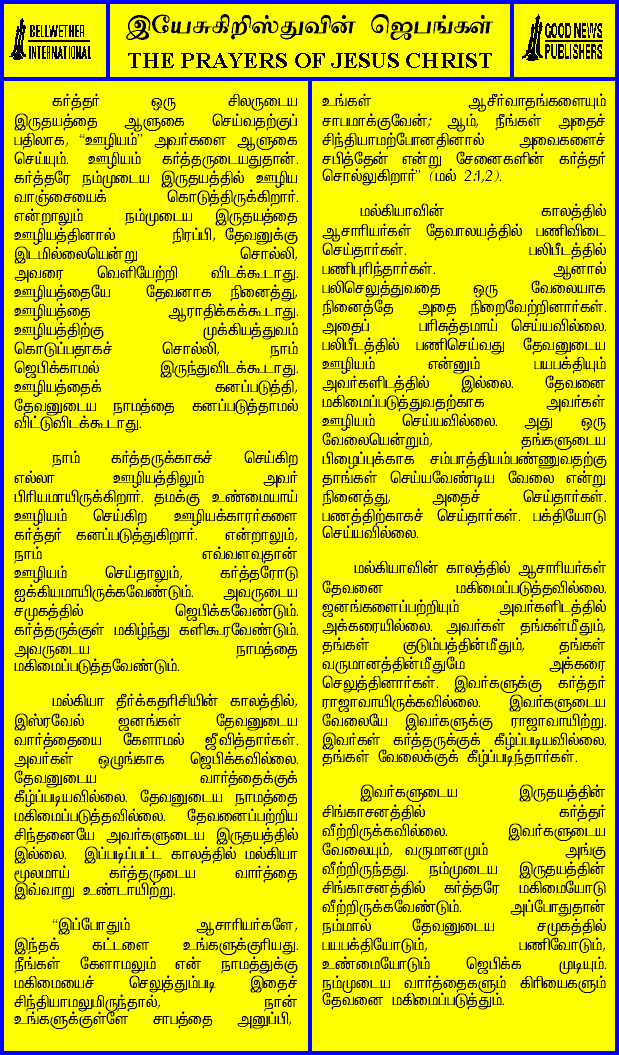 BELLWETHER
INTERNATIONAL
இயேசுகிறிஸ்துவின் ஜெபங்கள்
THE PRAYERS OF JESUS CHRIST
GOOD NEWS
PUBLISHERS
கர்த்தர் ஒரு சிலருடைய
இருதயத்தை ஆளுகை செய்வதற்குப்
பதிலாக, “ஊழியம்” அவர்களை ஆளுகை
செய்யும். ஊழியம் கர்த்தருடையதுதான்.
கர்த்தரே நம்முடைய இருதயத்தில் ஊழிய
வாஞ்சையைக் கொடுத்திருக்கிறார்.
என்றாலும் நம்முடைய இருதயத்தை
ஊழியத்தினால் நிரப்பி, தேவனுக்கு
இடமில்லையென்று சொல்லி,
அவரை வெளியேற்றி விடக்கூடாது.
ஊழியத்தையே தேவனாக நினைத்து,
ஊழியத்தை ஆராதிக்கக்கூடாது.
ஊழியத்திற்கு முக்கியத்துவம்
கொடுப்பதாகச் சொல்லி, நாம்
ஜெபிக்காமல் இருந்துவிடக்கூடாது.
ஊழியத்தைக் கனப்படுத்தி,
தேவனுடைய நாமத்தை கனப்படுத்தாமல்
விட்டுவிடக்கூடாது.
நாம் கர்த்தருக்காகச் செய்கிற
எல்லா ஊழியத்திலும் அவர்
பிரியமாயிருக்கிறார். தமக்கு உண்மையாய்
ஊழியம் செய்கிற ஊழியக்காரர்களை
கர்த்தர் கனப்படுத்துகிறார். என்றாலும்,
நாம் எவ்வளவுதான்
ஊழியம் செய்தாலும், கர்த்தரோடு
ஐக்கியமாயிருக்கவேண்டும். அவருடைய
சமுகத்தில் ஜெபிக்கவேண்டும்.
கர்த்தருக்குள் மகிழ்ந்து களிகூரவேண்டும்.
அவருடைய நாமத்தை
மகிமைப்படுத்தவேண்டும்.
மல்கியா தீர்க்கதரிசியின் காலத்தில்,
இஸ்ரவேல் ஜனங்கள் தேவனுடைய
வார்த்தையை கேளாமல் ஜீவித்தார்கள்.
அவர்கள் ஒழுங்காக ஜெபிக்கவில்லை.
தேவனுடைய வார்த்தைக்குக்
கீழ்ப்படியவில்லை. தேவனுடைய நாமத்தை
மகிமைப்படுத்தவில்லை. தேவனைப்பற்றிய
சிந்தனையே அவர்களுடைய இருதயத்தில்
இல்லை. இப்படிப்பட்ட காலத்தில் மல்கியா
மூலமாய் கர்த்தருடைய வார்த்தை
இவ்வாறு உண்டாயிற்று.
“இப்போதும் ஆசாரியர்களே,
இந்தக் கட்டளை உங்களுக்குரியது.
நீங்கள் கேளாமலும் என் நாமத்துக்கு
மகிமையைச் செலுத்தும்படி இதைச்
சிந்தியாமலுமிருந்தால், நான்
உங்களுக்குள்ளே சாபத்தை அனுப்பி,
உங்கள் ஆசீர்வாதங்களையும்
சாபமாக்குவேன்; ஆம், நீங்கள் அதைச்
சிந்தியாமற்போனதினால் அவைகளைச்
சபித்தேன் என்று சேனைகளின் கர்த்தர்
சொல்லுகிறார்” (மல் 2:1,2).
மல்கியாவின் காலத்தில்
ஆசாரியர்கள் தேவாலயத்தில் பணிவிடை
செய்தார்கள். பலிபீடத்தில்
பணிபுரிந்தார்கள். ஆனால்
பலிசெலுத்துவதை ஒரு வேலையாக
நினைத்தே அதை நிறைவேற்றினார்கள்.
அதைப் பரிசுத்தமாய் செய்யவில்லை.
பலிபீடத்தில் பணிசெய்வது தேவனுடைய
ஊழியம் என்னும் பயபக்தியும்
அவர்களிடத்தில் இல்லை. தேவனை
மகிமைப்படுத்துவதற்காக அவர்கள்
ஊழியம் செய்யவில்லை. அது ஒரு
வேலையென்றும், தங்களுடைய
பிழைப்புக்காக சம்பாத்தியம்பண்ணுவதற்கு
தாங்கள் செய்யவேண்டிய வேலை என்று
நினைத்து, அதைச் செய்தார்கள்.
பணத்திற்காகச் செய்தார்கள். பக்தியோடு
செய்யவில்லை.
மல்கியாவின் காலத்தில் ஆசாரியர்கள்
தேவனை மகிமைப்படுத்தவில்லை.
ஜனங்களைப்பற்றியும் அவர்களிடத்தில்
அக்கரையில்லை. அவர்கள் தங்கள்மீதும்,
தங்கள் குடும்பத்தின்மீதும், தங்கள்
வருமானத்தின்மீதுமே அக்கரை
செலுத்தினார்கள். இவர்களுக்கு கர்த்தர்
ராஜாவாயிருக்கவில்லை. இவர்களுடைய
வேலையே இவர்களுக்கு ராஜாவாயிற்று.
இவர்கள் கர்த்தருக்குக் கீழ்ப்படியவில்லை.
தங்கள் வேலைக்குக் கீழ்ப்படிந்தார்கள்.
இவர்களுடைய இருதயத்தின்
சிங்காசனத்தில் கர்த்தர்
வீற்றிருக்கவில்லை. இவர்களுடைய
வேலையும், வருமானமும் அங்கு
வீற்றிருந்தது. நம்முடைய இருதயத்தின்
சிங்காசனத்தில் கர்த்தரே மகிமையோடு
வீற்றிருக்கவேண்டும். அப்போதுதான்
நம்மால் தேவனுடைய சமுகத்தில்
பயபக்தியோடும், பணிவோடும்,
உண்மையோடும் ஜெபிக்க முடியும்.
நம்முடைய வார்த்தைகளும் கிரியைகளும்
தேவனை மகிமைப்படுத்தும்.